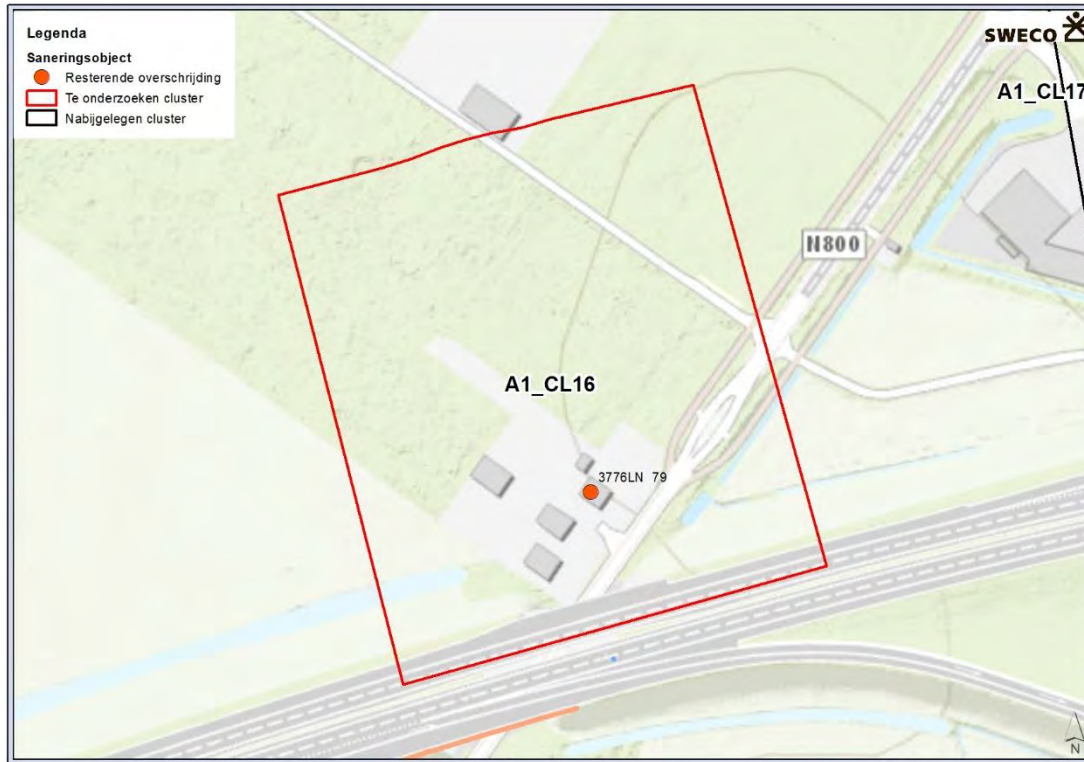 Legenda
Saneringsobject
Resterende overschrijding
Te onderzoeken cluster
Nabijgelegen cluster
SWECO
A1_CL17
N800
A1_CL16
3776LN 79
N